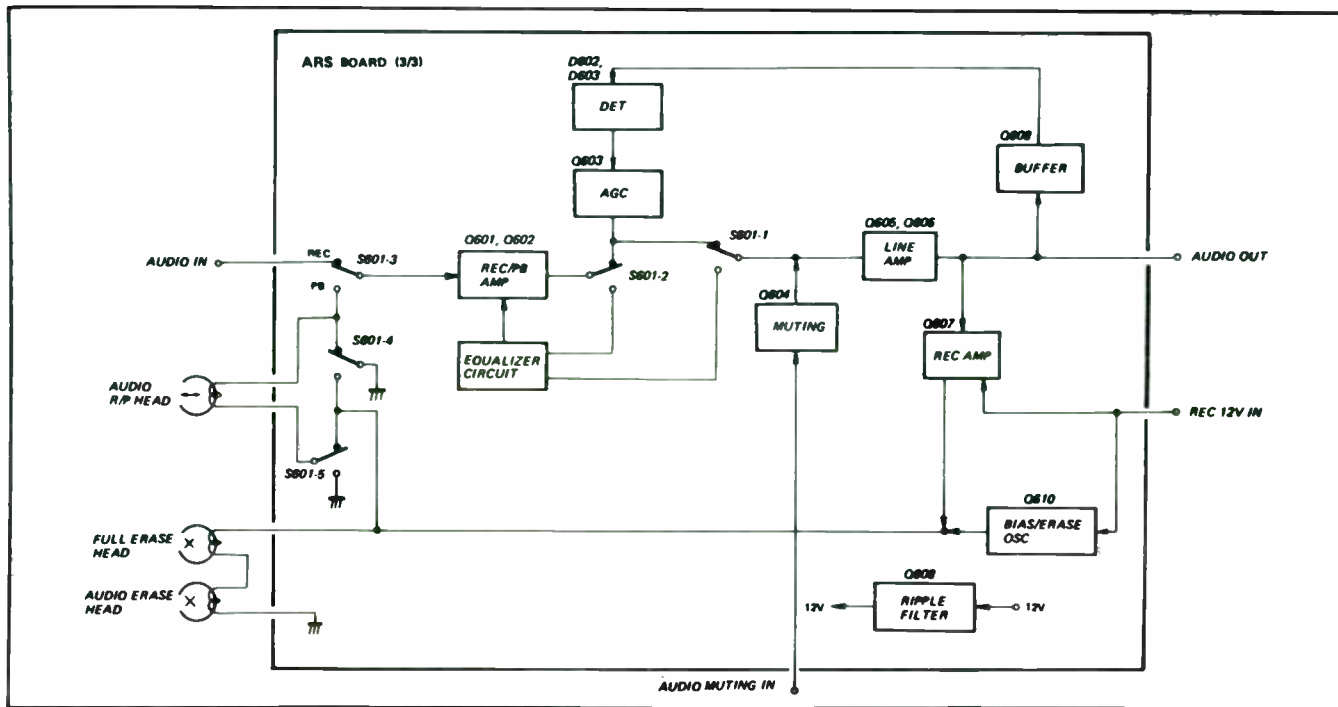 ARS BOARD (3/3)
D602,
D603
DET
Q603
AGC
Q608
BUFFER
Q601, Q602
REC/PB
AMP
S601-1
Q605, Q606
LINE
AMP
AUDIO IN
REC
S601-3
PB
S601-2
AUDIO OUT
Q604
MUTING
Q607
REC AMP
S601-4
EQUALIZER
CIRCUIT
AUDIO
R/P HEAD
REC 12V IN
S601-5
Q610
BIAS/ERASE
OSC
FULL ERASE
HEAD
AUDIO ERASE
HEAD
RIPPLE
FILTER
12V
12V
AUDIO MUTING IN